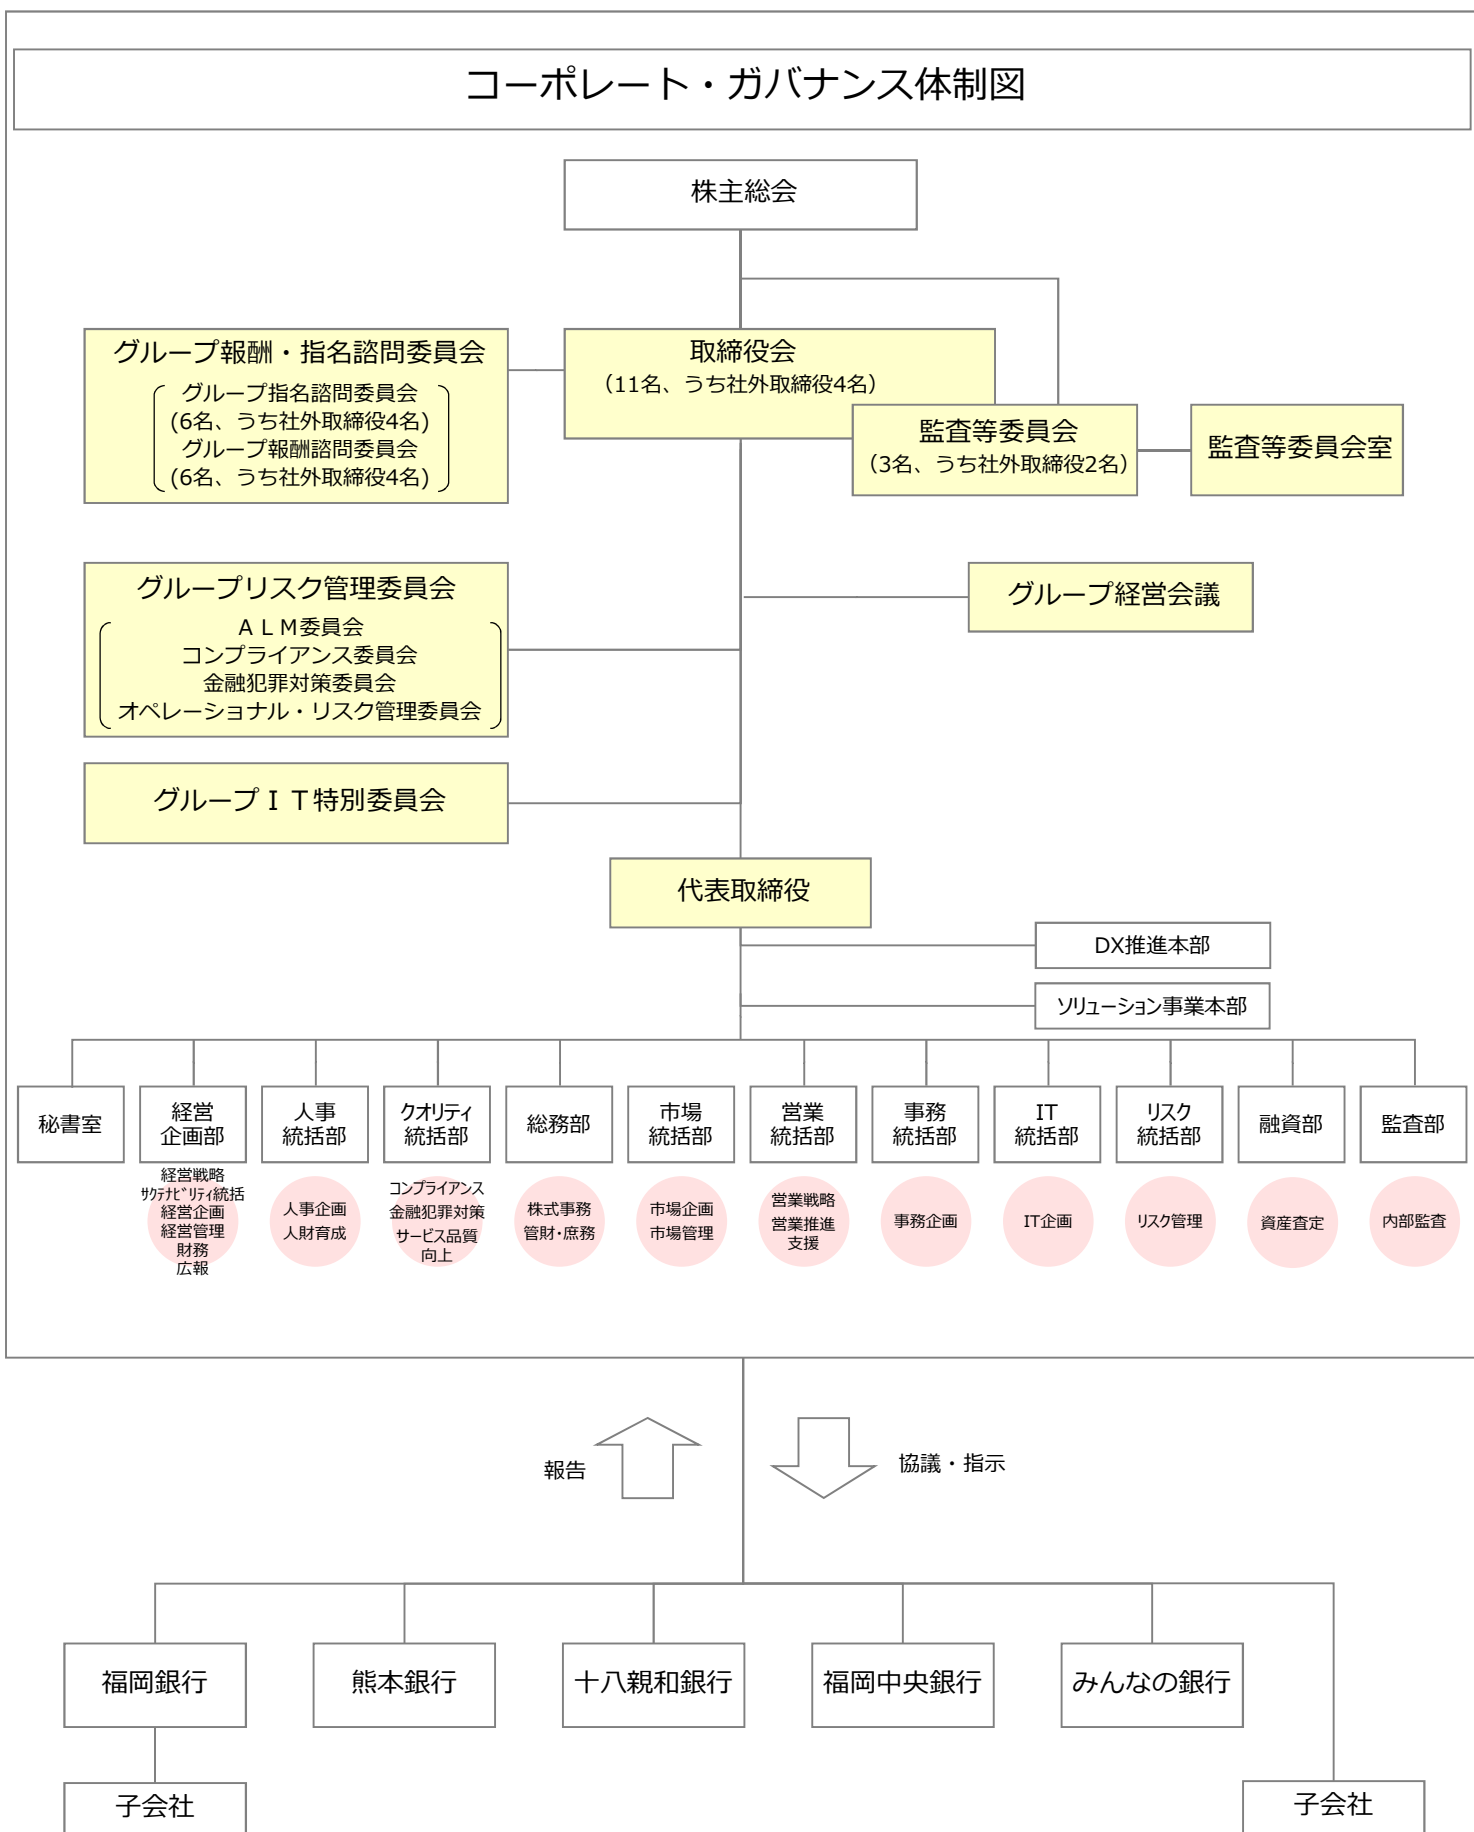 コーポレート・ガバナンス体制図
株主総会
グループ報酬・指名諮問委員会
グループ指名諮問委員会
(6名、うち社外取締役4名)
グループ報酬諮問委員会
(6名、うち社外取締役4名)
取締役会
（11名、うち社外取締役4名）
監査等委員会
（3名、うち社外取締役2名）
監査等委員会室
グループリスク管理委員会
ＡＬＭ委員会
コンプライアンス委員会
金融犯罪対策委員会
オペレーショナル・リスク管理委員会
グループ経営会議
グループＩＴ特別委員会
代表取締役
DX推進本部
ソリューション事業本部
秘書室
経営
企画部
人事
統括部
クオリティ
統括部
総務部
市場
統括部
営業
統括部
事務
統括部
IT
統括部
リスク
統括部
融資部
監査部
経営戦略
ｻｸﾃﾅﾋﾞﾘﾃｨ統括
経営企画
経営管理
財務
広報
人事企画
人財育成
コンプライアンス
金融犯罪対策
サービス品質
向上
株式事務
管財・庶務
市場企画
市場管理
営業戦略
営業推進
支援
事務企画
IT企画
リスク管理
資産査定
内部監査
報告
協議・指示
福岡銀行
熊本銀行
十八親和銀行
福岡中央銀行
みんなの銀行
子会社
子会社